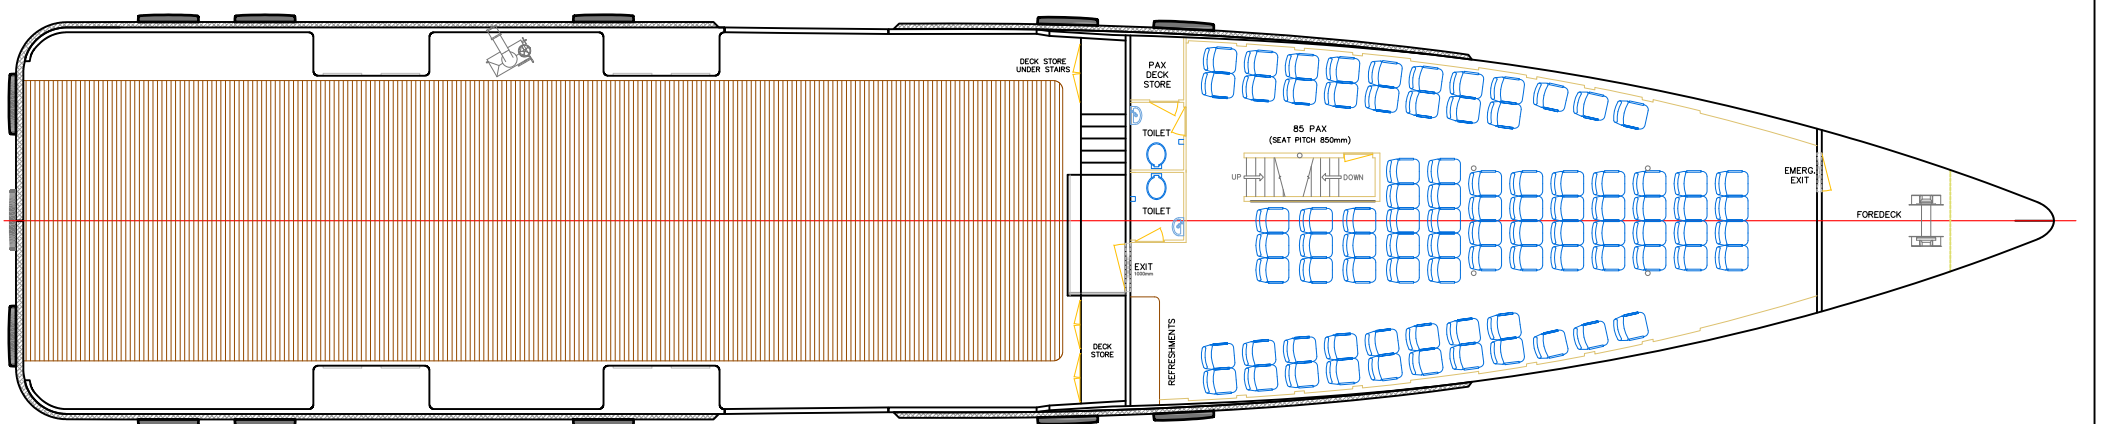 DECK STORE
UNDER STAIRS
PAX
DECK
STORE
TOILET
85 PAX
(SEAT PITCH 850mm)
UP
DOWN
EMERG.
EXIT
TOILET
FOREDECK
EXIT
1000mm
REFRESHMENTS
DECK
STORE